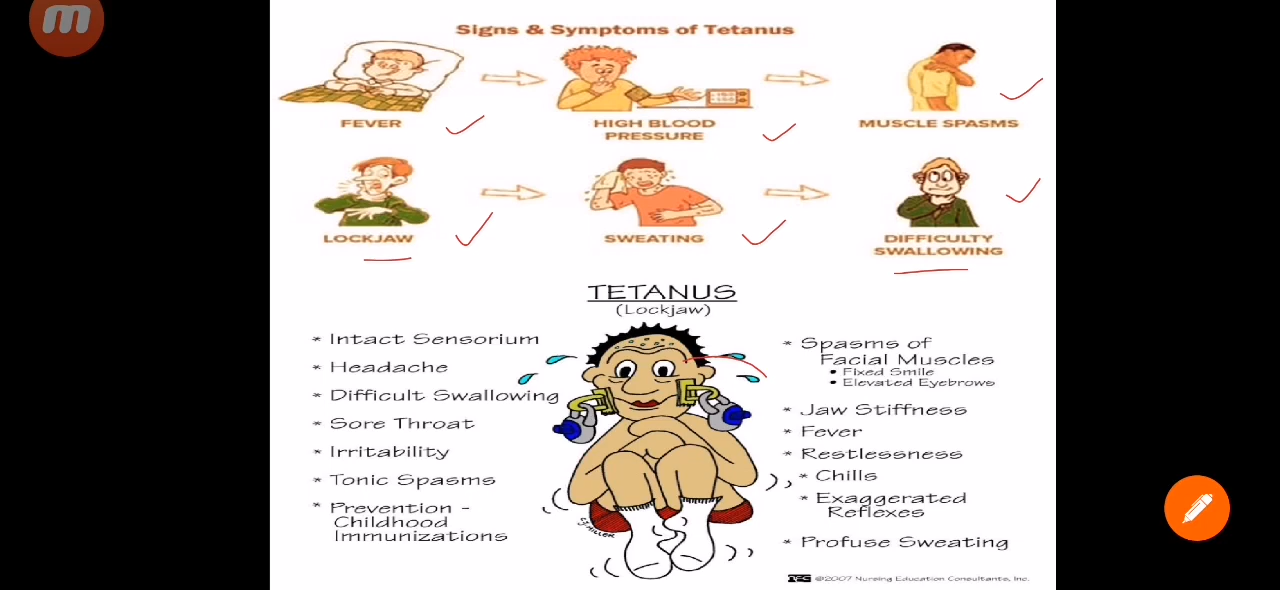 Signs & Symptoms of Tetanus
FEVER
HIGH BLOOD
PRESSURE
MUSCLE SPASMS
LOCKJAW
SWEATING
DIFFICULTY
SWALLOWING
TETANUS
(Lockjaw)
* Intact Sensorium
* Headache
* Difficult Swallowing
* Sore Throat
* Irritability
* Tonic Spasms
* Prevention -
Childhood
Immunizations
* Spasms of
Facial Muscles
• Fixed Smile
• Elevated Eyebrows
* Jaw Stiffness
* Fever
* Restlessness
* Chills
* Exaggerated
Reflexes
* Profuse Sweating
CJMILLER
NEC ©2007 Nursing Education Consultants, Inc.